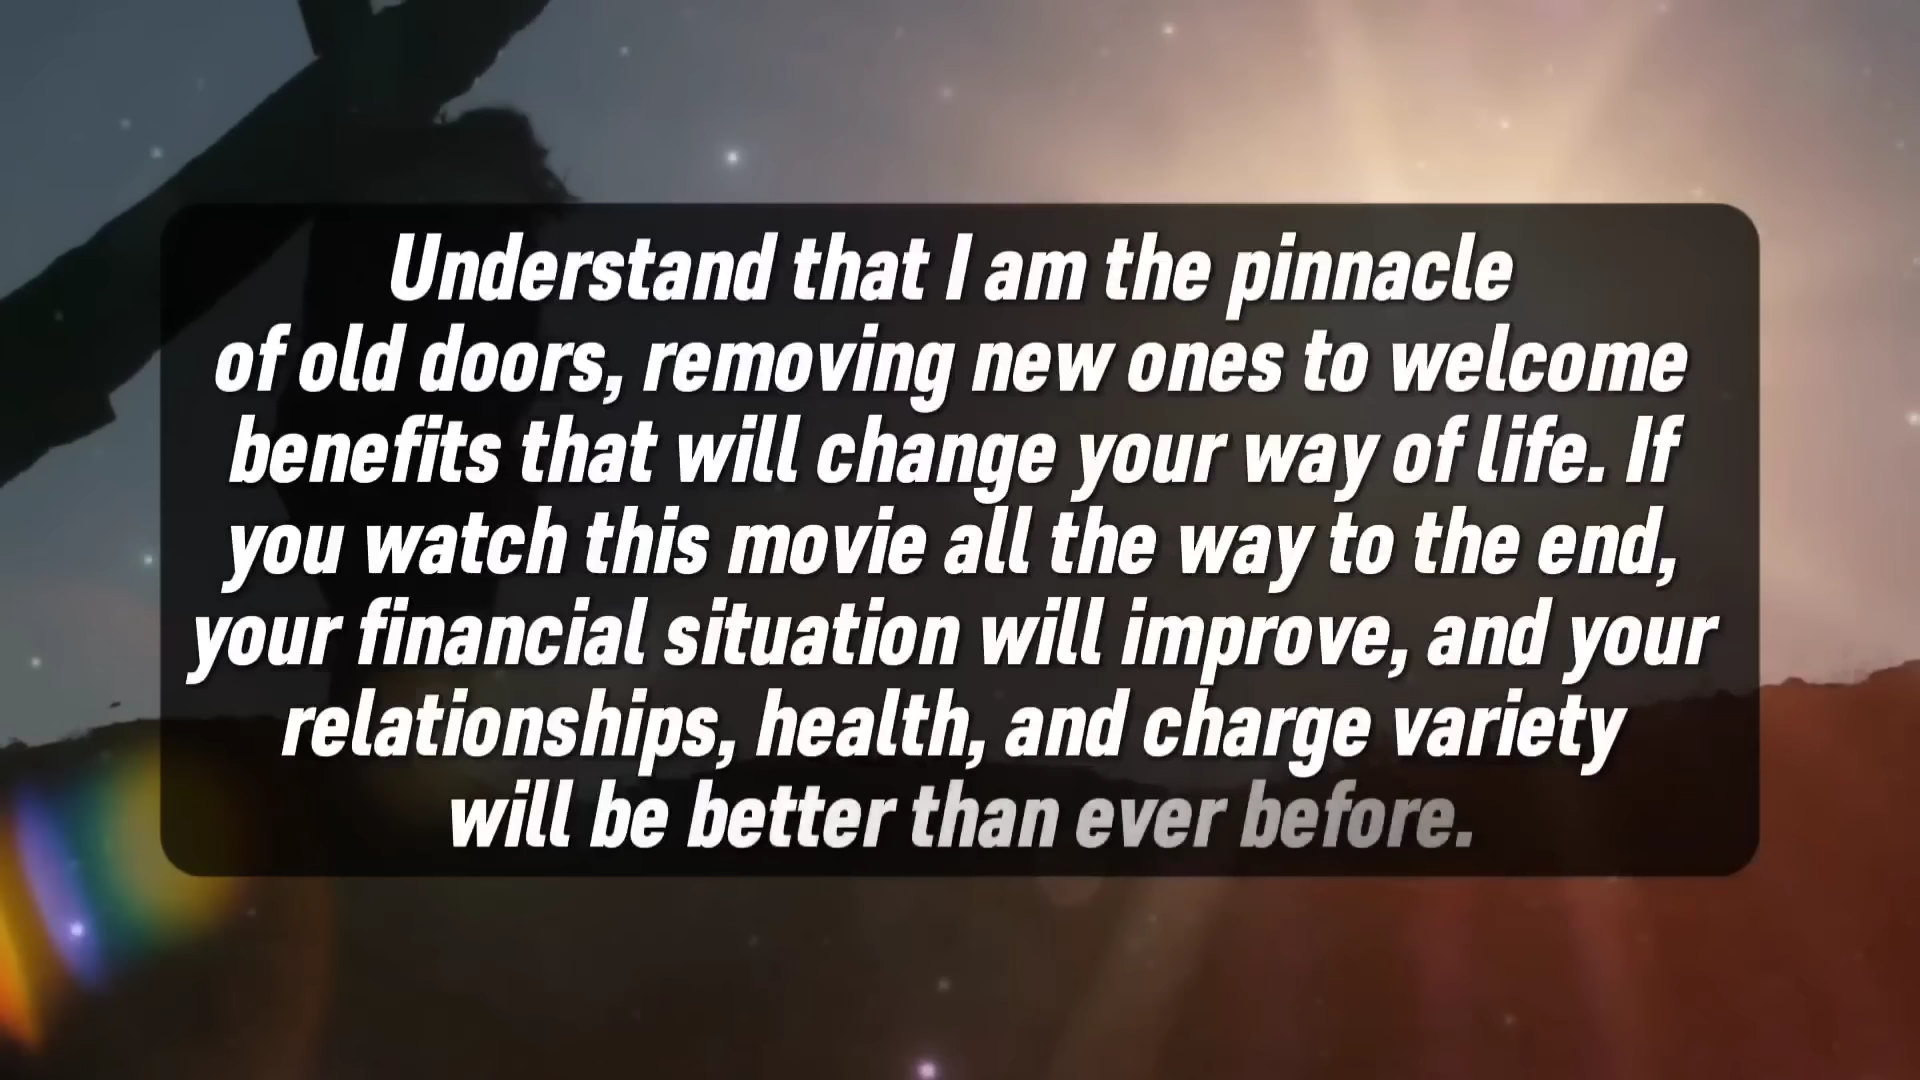 Understand that I am the pinnacle
of old doors, removing new ones to welcome
benefits that will change your way of life. If
you watch this movie all the way to the end,
your financial situation will improve, and your
relationships, health, and charge variety
will be better than ever before.